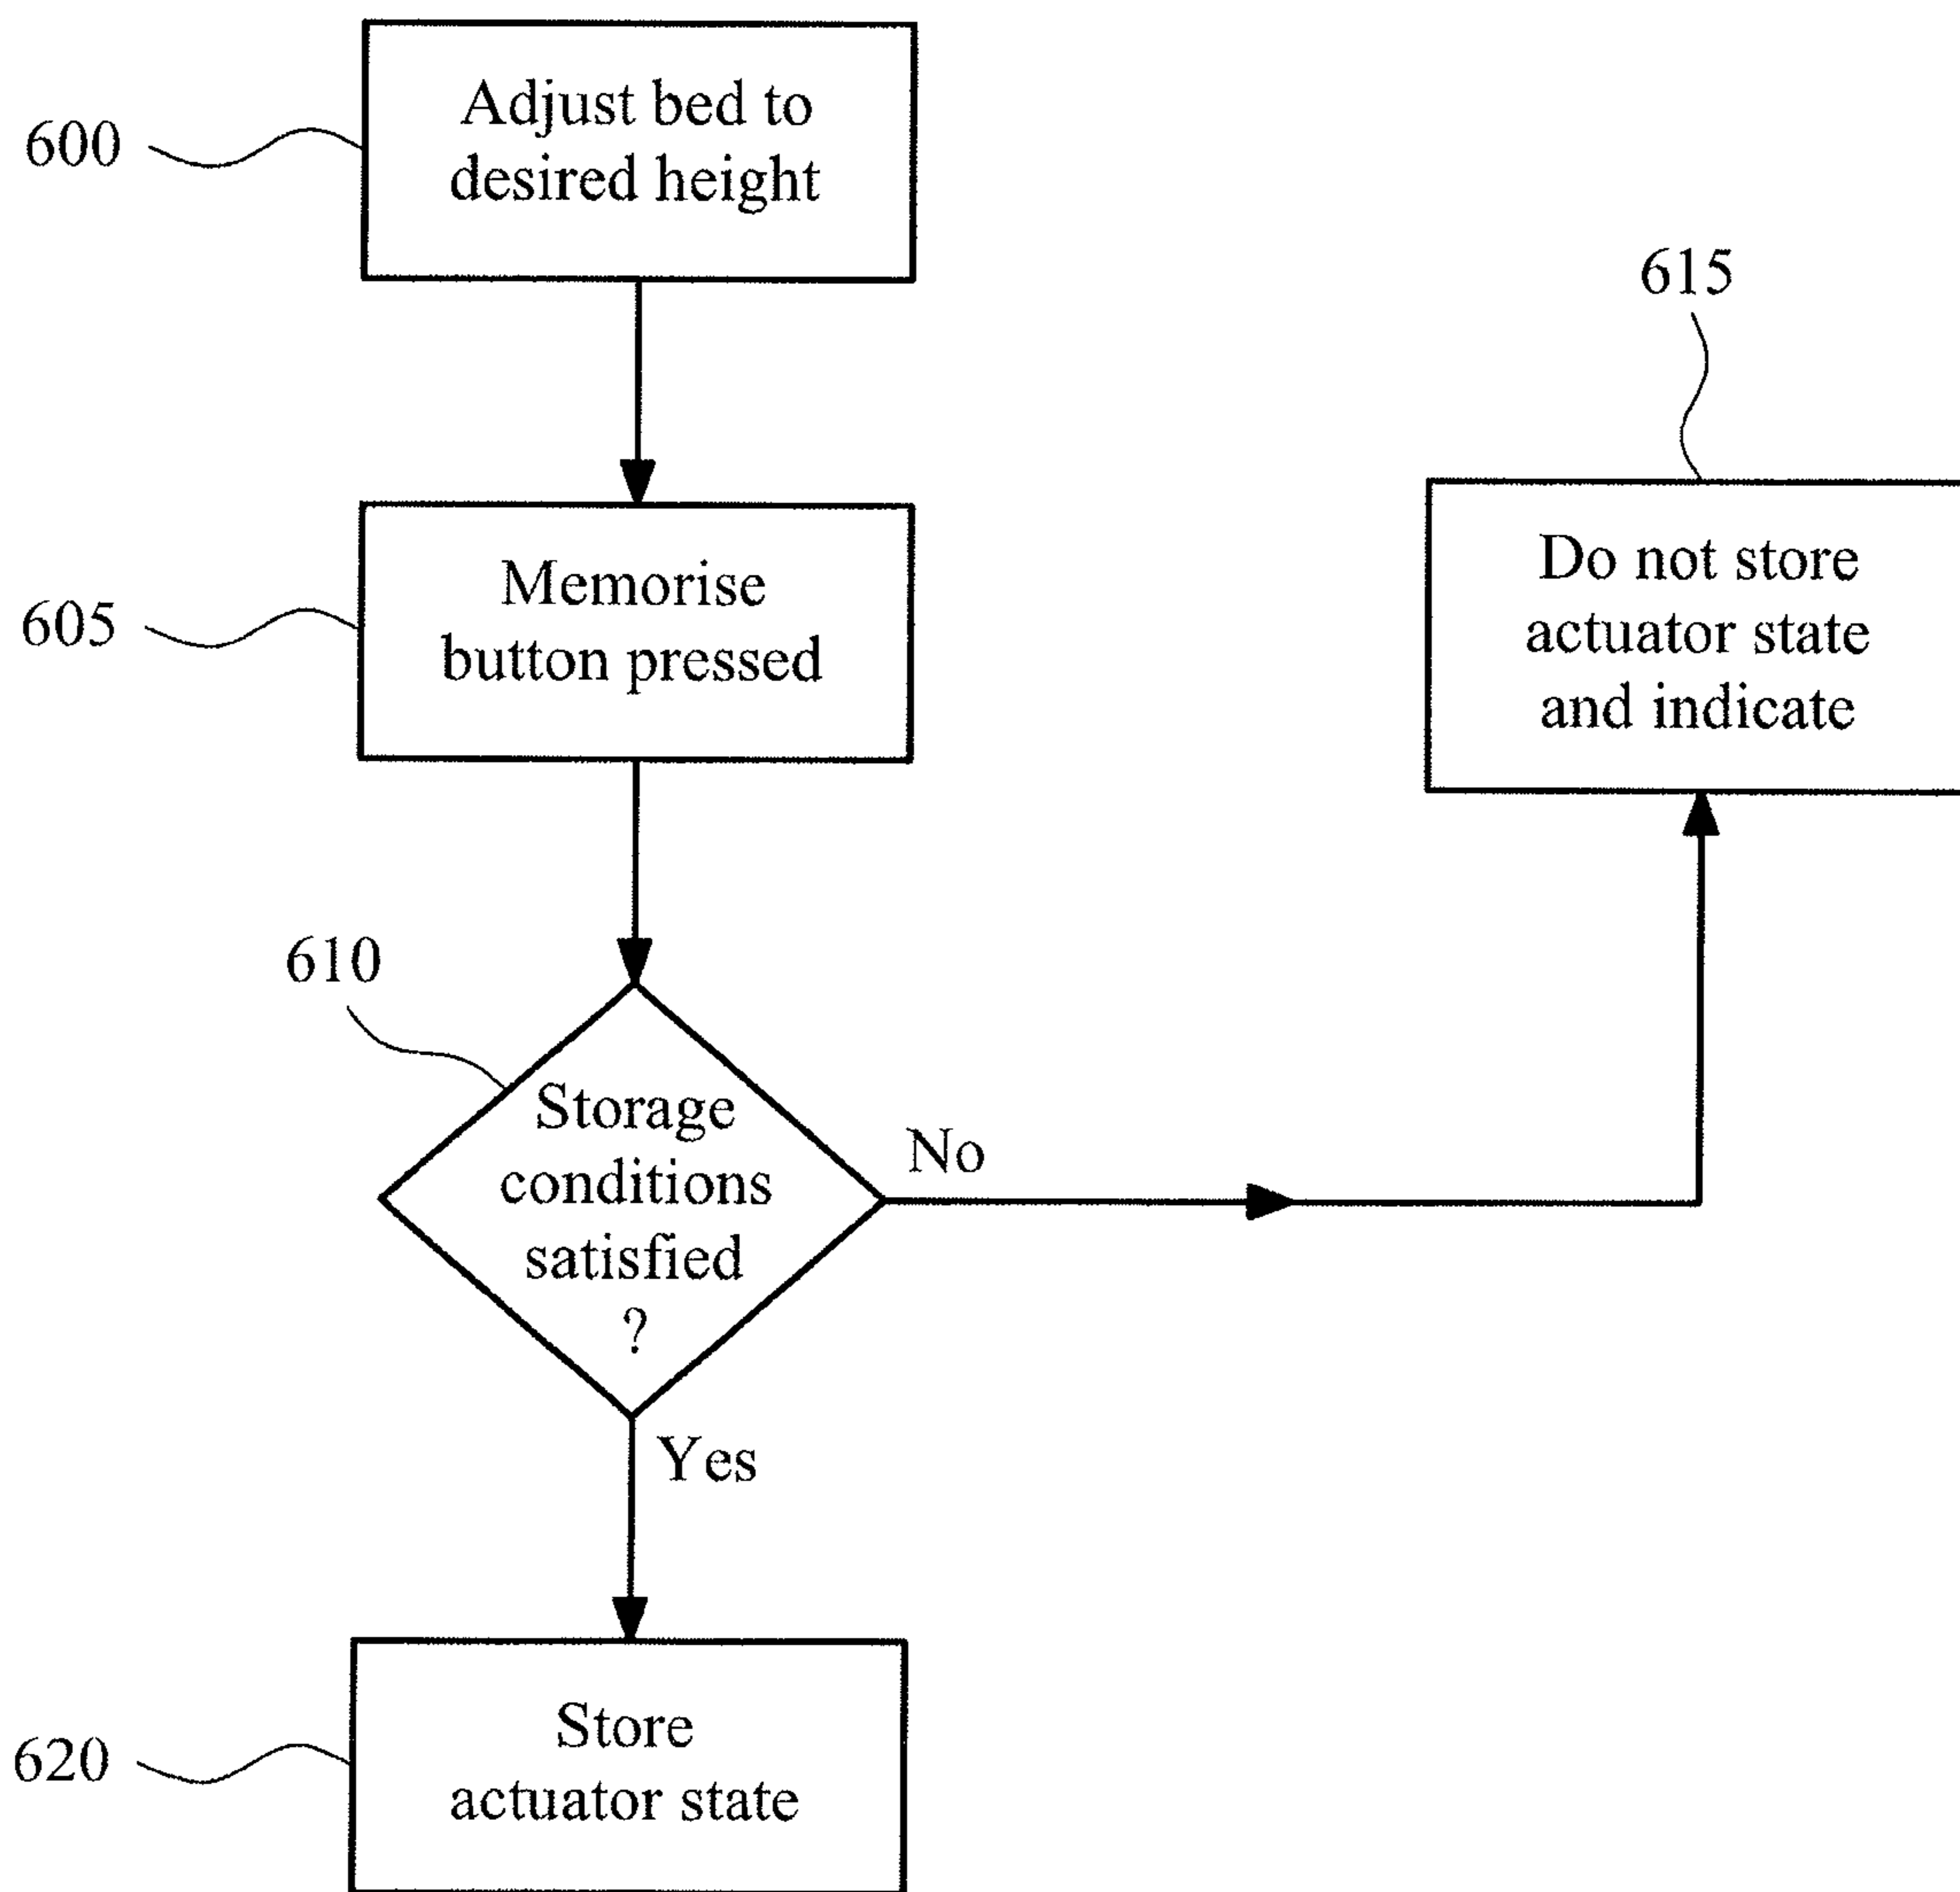 600
Adjust bed to
desired height
615
605
Memorise
button pressed
Do not store
actuator state
and indicate
610
Storage
conditions
satisfied
?
No
Yes
620
Store
actuator state